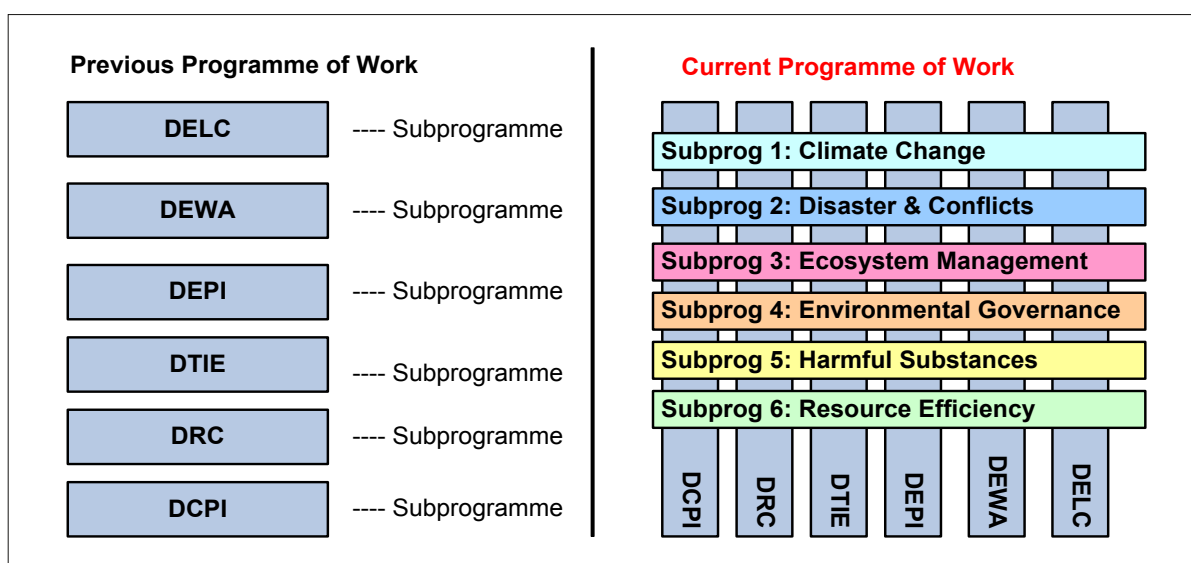 Previous Programme of Work
DELC ---- Subprogramme
DEWA ---- Subprogramme
DEPI ---- Subprogramme
DTIE ---- Subprogramme
DRC ---- Subprogramme
DCPI ---- Subprogramme
Current Programme of Work
Subprog 1: Climate Change
Subprog 2: Disaster & Conflicts
Subprog 3: Ecosystem Management
Subprog 4: Environmental Governance
Subprog 5: Harmful Substances
Subprog 6: Resource Efficiency
DCPI
DRC
DTIE
DEPI
DEWA
DELC